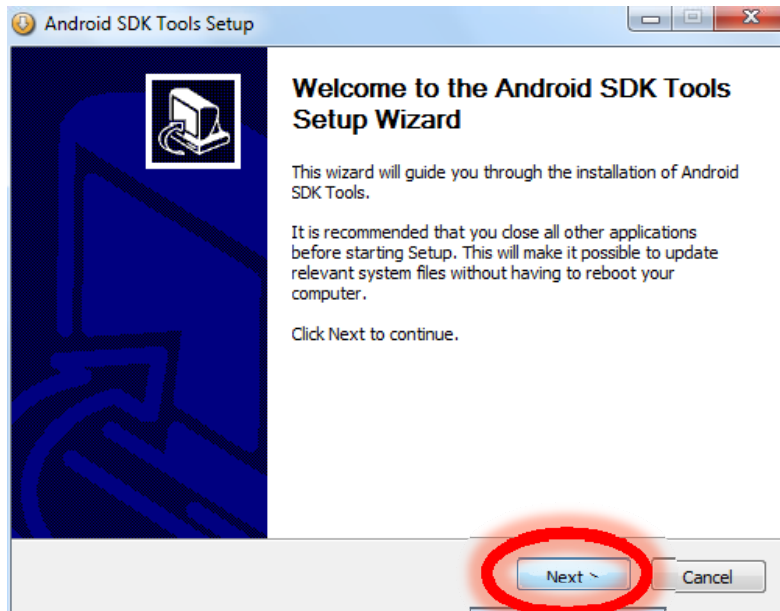 Android SDK Tools Setup
Welcome to the Android SDK Tools
Setup Wizard
This wizard will guide you through the installation of Android
SDK Tools.
It is recommended that you close all other applications
before starting Setup. This will make it possible to update
relevant system files without having to reboot your
computer.
Click Next to continue.
Next >
Cancel